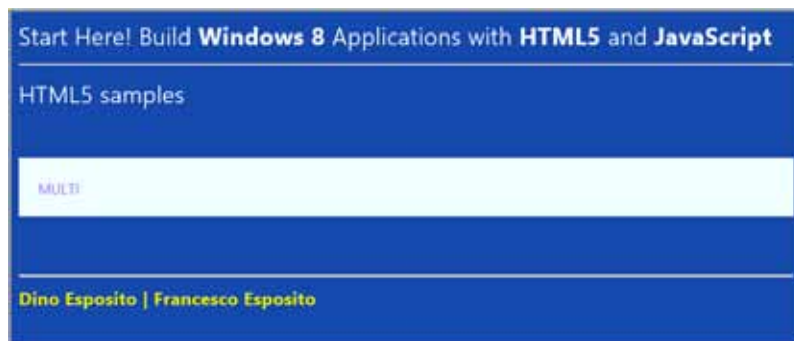 Start Here! Build Windows 8 Applications with HTML5 and JavaScript
HTML5 samples
MULTI
Dino Esposito | Francesco Esposito